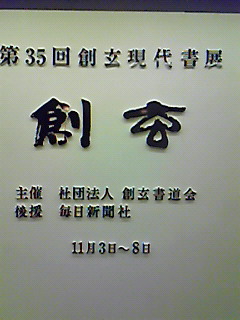 第35回創玄現代書展
創玄
主催 社団法人 創玄書道会
後援 毎日新聞社
11月3日～8日